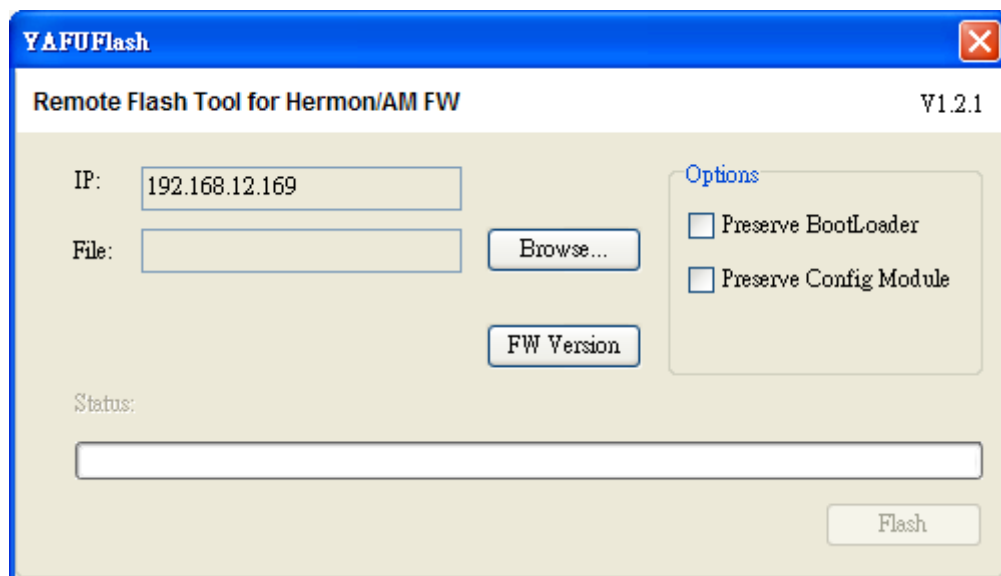 YAFUFlash
Remote Flash Tool for Hermon/AM FW V1.2.1
IP: 192.168.12.169
File: Browse...
FW Version
Options
Preserve BootLoader
Preserve Config Module
Status:
Flash